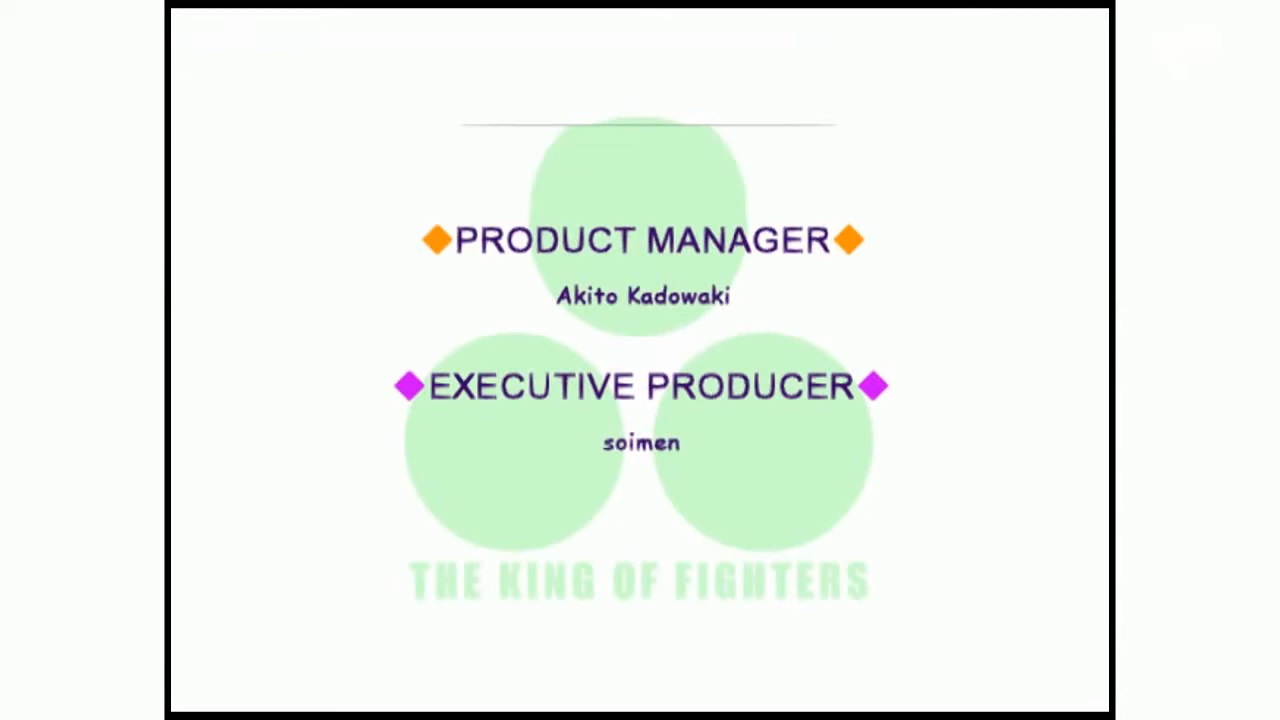 ◆PRODUCT MANAGER◆
Akito Kadowaki
◆EXECUTIVE PRODUCER◆
soimen
THE KING OF FIGHTERS